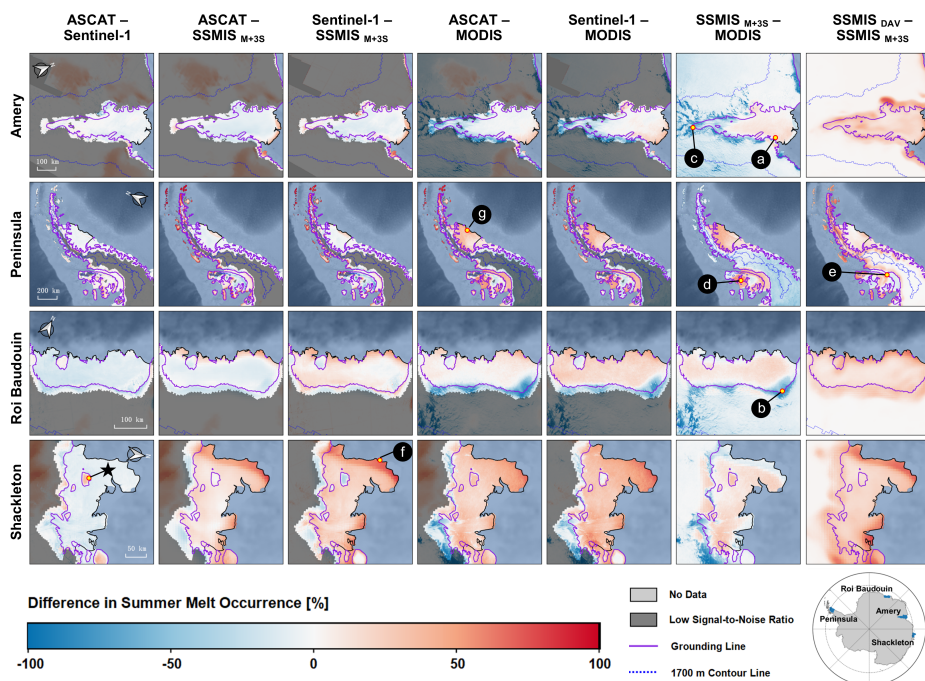 ASCAT –
Sentinel-1
ASCAT –
SSMIS M+3S
Sentinel-1 –
SSMIS M+3S
ASCAT –
MODIS
Sentinel-1 –
MODIS
SSMIS M+3S –
MODIS
SSMIS DAV –
SSMIS M+3S
Amery
100 km
c
a
Peninsula
200 km
g
d
e
Roi Baudouin
100 km
b
Shackleton
50 km
f
Difference in Summer Melt Occurrence [%]
-100
-50
0
50
100
No Data
Low Signal-to-Noise Ratio
Grounding Line
1700 m Contour Line
Roi Baudouin
Amery
Peninsula
Shackleton